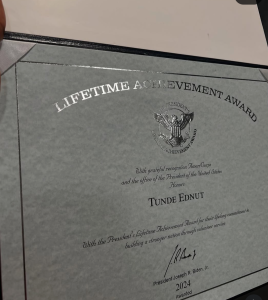 LIFETIME ACHIEVEMENT AWARD
With grateful recognition, AmeriCorps
and the office of the President of the United States
Honors
TUNDE EDNUT
With the President's Lifetime Achievement Award for their lifelong commitment to
building a stronger nation through volunteer service
President Joseph R. Biden, Jr.
2024